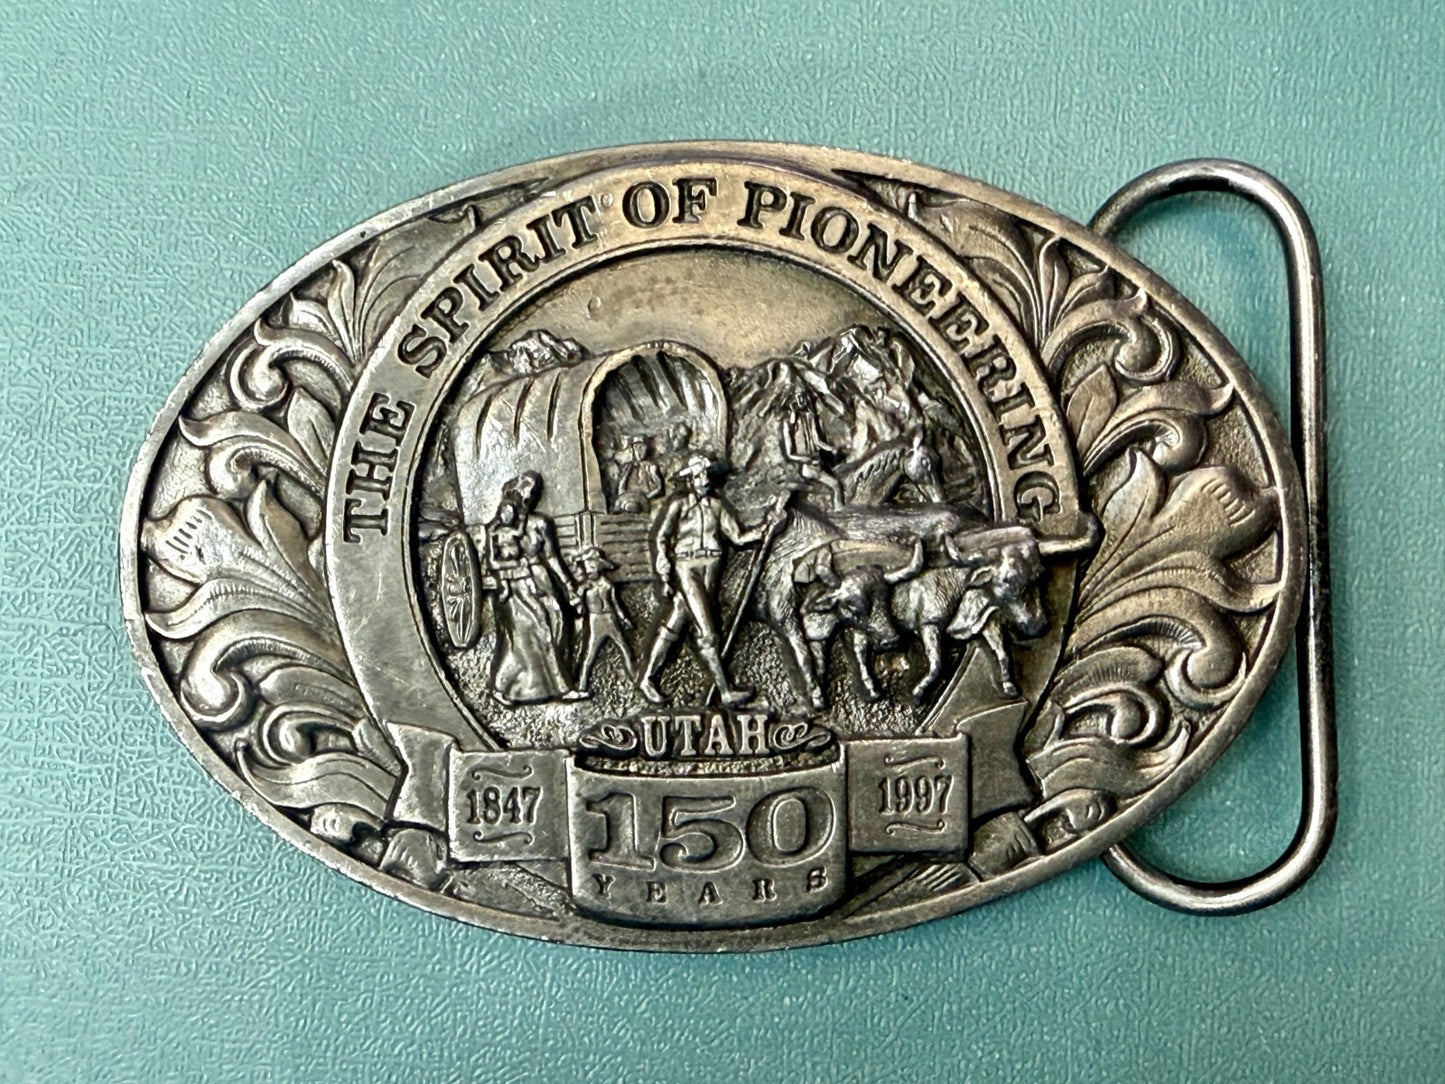 THE SPIRIT OF PIONEERING
UTAH
1847 150 1997
YEARS